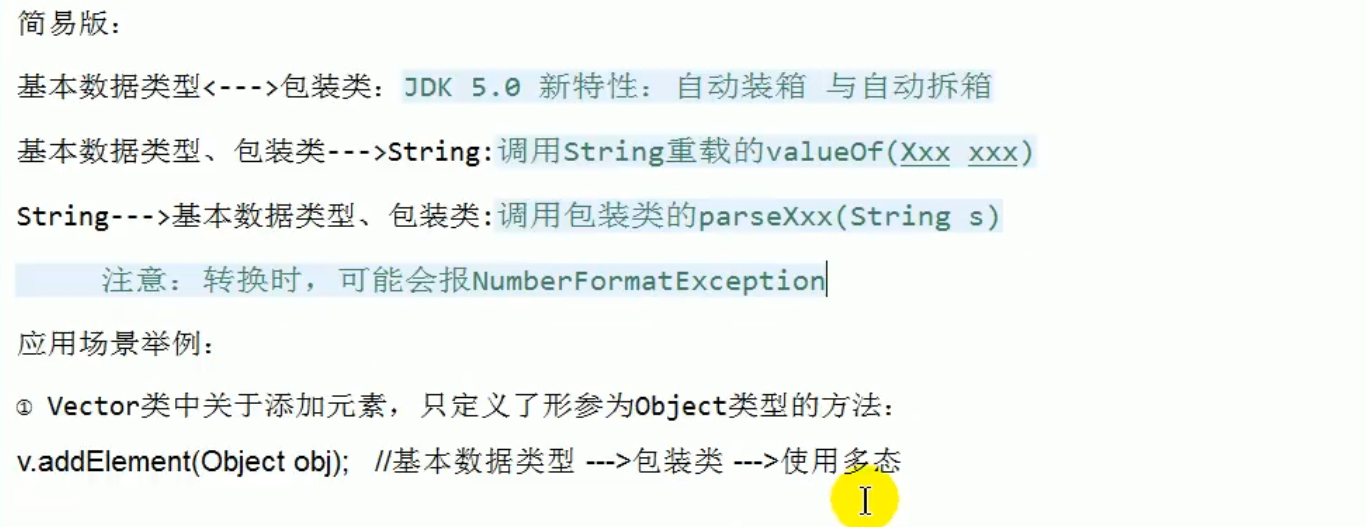 简易版：
基本数据类型<--->包装类：JDK 5.0 新特性：自动装箱 与自动拆箱
基本数据类型、包装类--->String:调用String重载的valueOf(Xxx xxx)
String--->基本数据类型、包装类:调用包装类的parseXxx(String s)
注意：转换时，可能会报NumberFormatException
应用场景举例：
① Vector类中关于添加元素，只定义了形参为Object类型的方法：
v.addElement(Object obj); //基本数据类型 --->包装类 --->使用多态